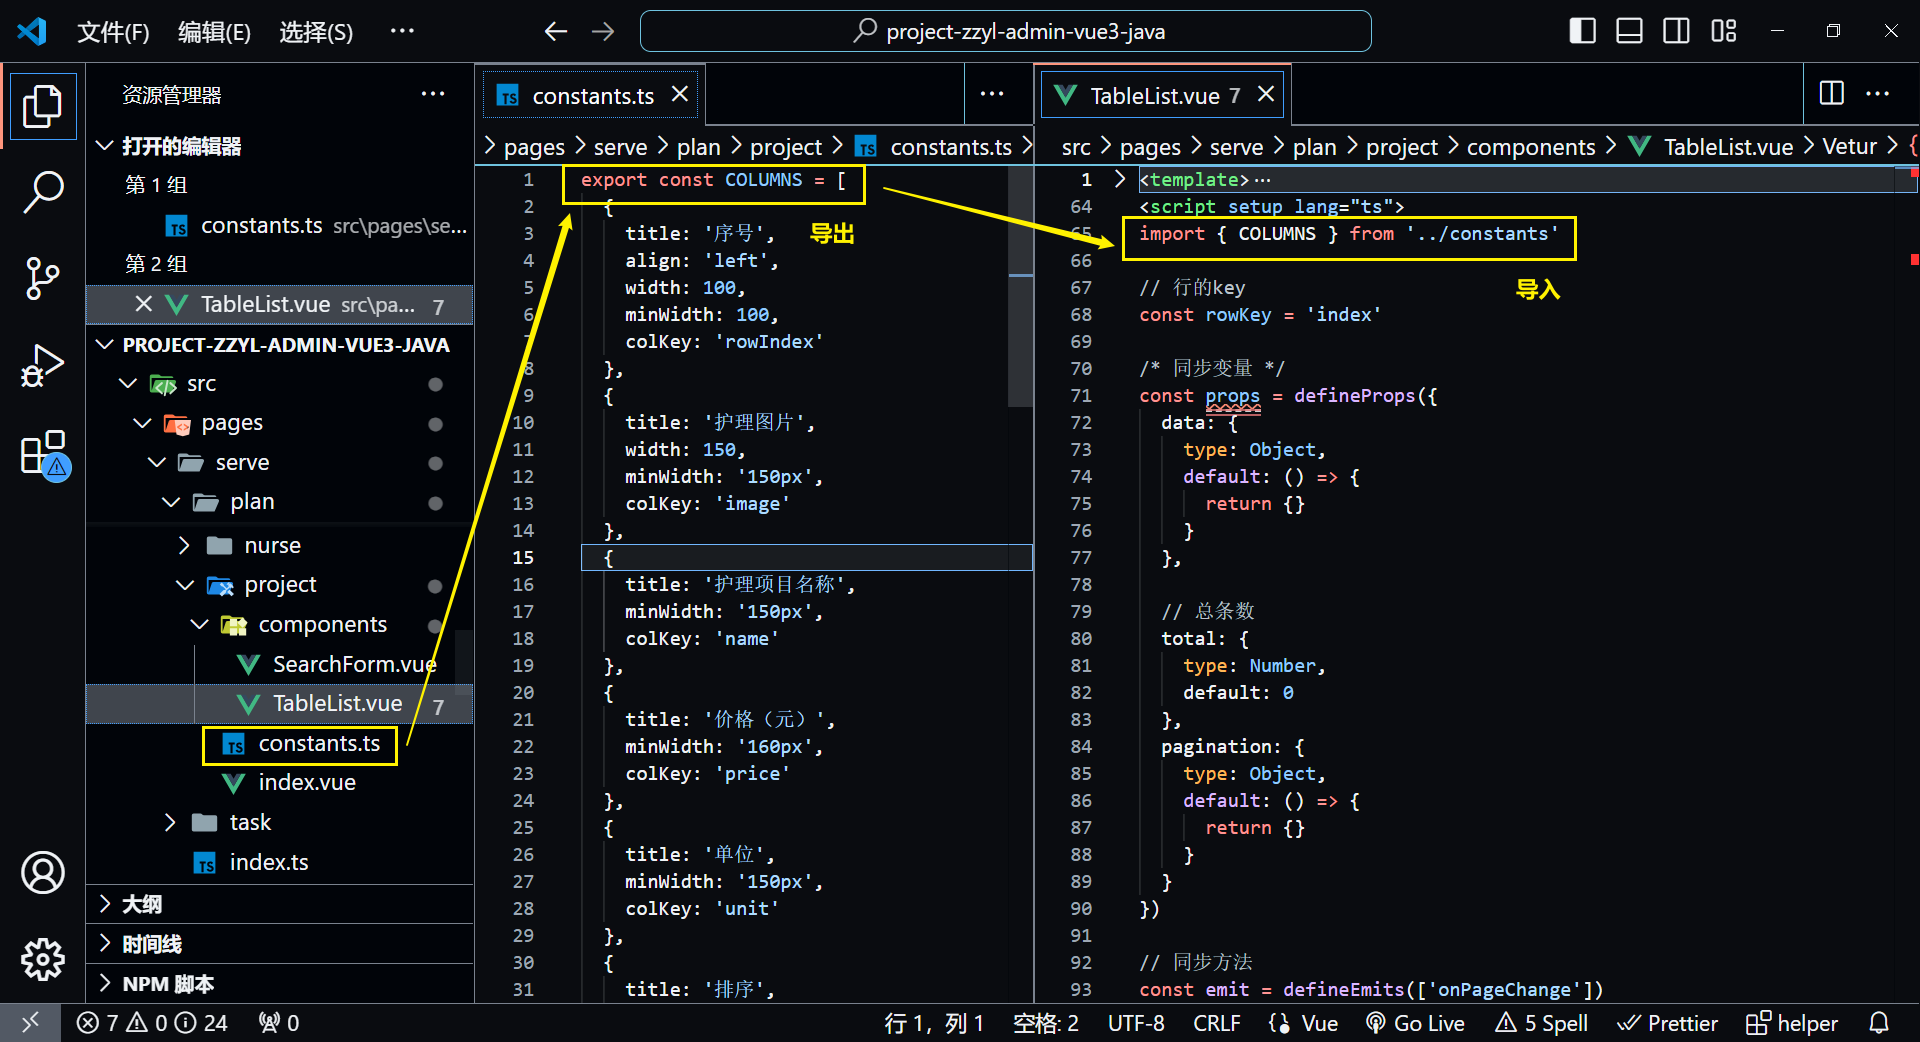 文件(F) 编辑(E) 选择(S) ··· project-zzyl-admin-vue3-java
资源管理器 ···
打开的编辑器
第 1 组
constants.ts src\pages\se...
第 2 组
TableList.vue src\pa... 7
PROJECT-ZZYL-ADMIN-VUE3-JAVA
src
pages
serve
plan
nurse
project
components
SearchForm.vue
TableList.vue 7
constants.ts
index.vue
task
index.ts
大纲
时间线
NPM 脚本
constants.ts
pages > serve > plan > project > constants.ts >
1 export const COLUMNS = [
2 {
3 title: '序号',
导出
4 align: 'left',
5 width: 100,
6 minWidth: 100,
7 colKey: 'rowIndex'
8 },
9 {
10 title: '护理图片',
11 width: 150,
12 minWidth: '150px',
13 colKey: 'image'
14 },
15 {
16 title: '护理项目名称',
17 minWidth: '150px',
18 colKey: 'name'
19 },
20 {
21 title: '价格（元）',
22 minWidth: '160px',
23 colKey: 'price'
24 },
25 {
26 title: '单位',
27 minWidth: '150px',
28 colKey: 'unit'
29 },
30 {
31 title: '排序',
TableList.vue 7
src > pages > serve > plan > project > components > TableList.vue > Vetur > {
1 <template>···
64 <script setup lang="ts">
65 import { COLUMNS } from '../constants'
66
导入
67 // 行的key
68 const rowKey = 'index'
69
70 /* 同步变量 */
71 const props = defineProps({
72 data: {
73 type: Object,
74 default: () => {
75 return {}
76 }
77 },
78
79 // 总条数
80 total: {
81 type: Number,
82 default: 0
83 },
84 pagination: {
85 type: Object,
86 default: () => {
87 return {}
88 }
89 }
90 })
91
92 // 同步方法
93 const emit = defineEmits(['onPageChange'])
7 0 24 0 行 1，列 1 空格: 2 UTF-8 CRLF Vue Go Live 5 Spell Prettier helper